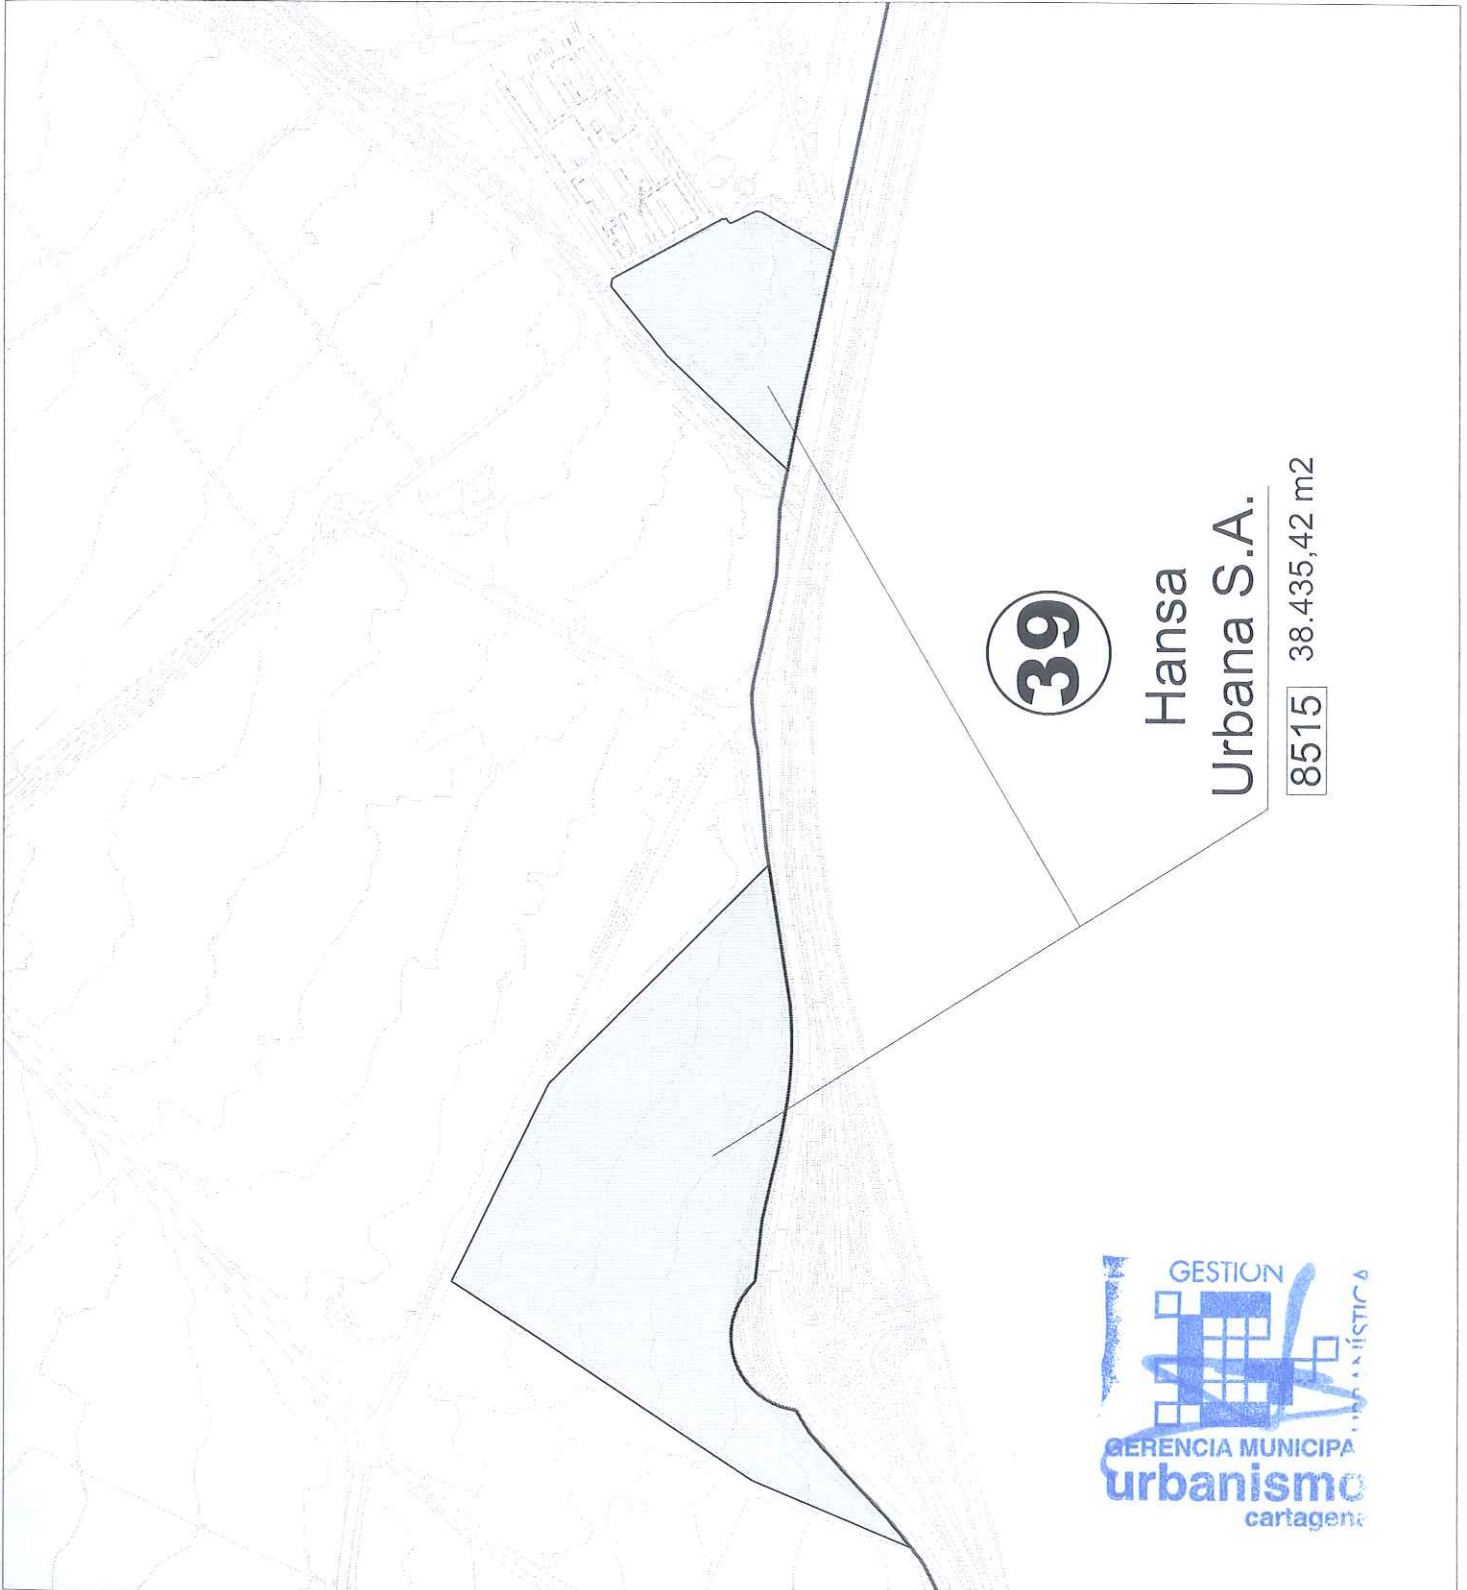 39
Hansa
Urbana S.A.
8515 38.435,42 m2
GESTION
GERENCIA MUNICIPA
urbanismo
cartagena